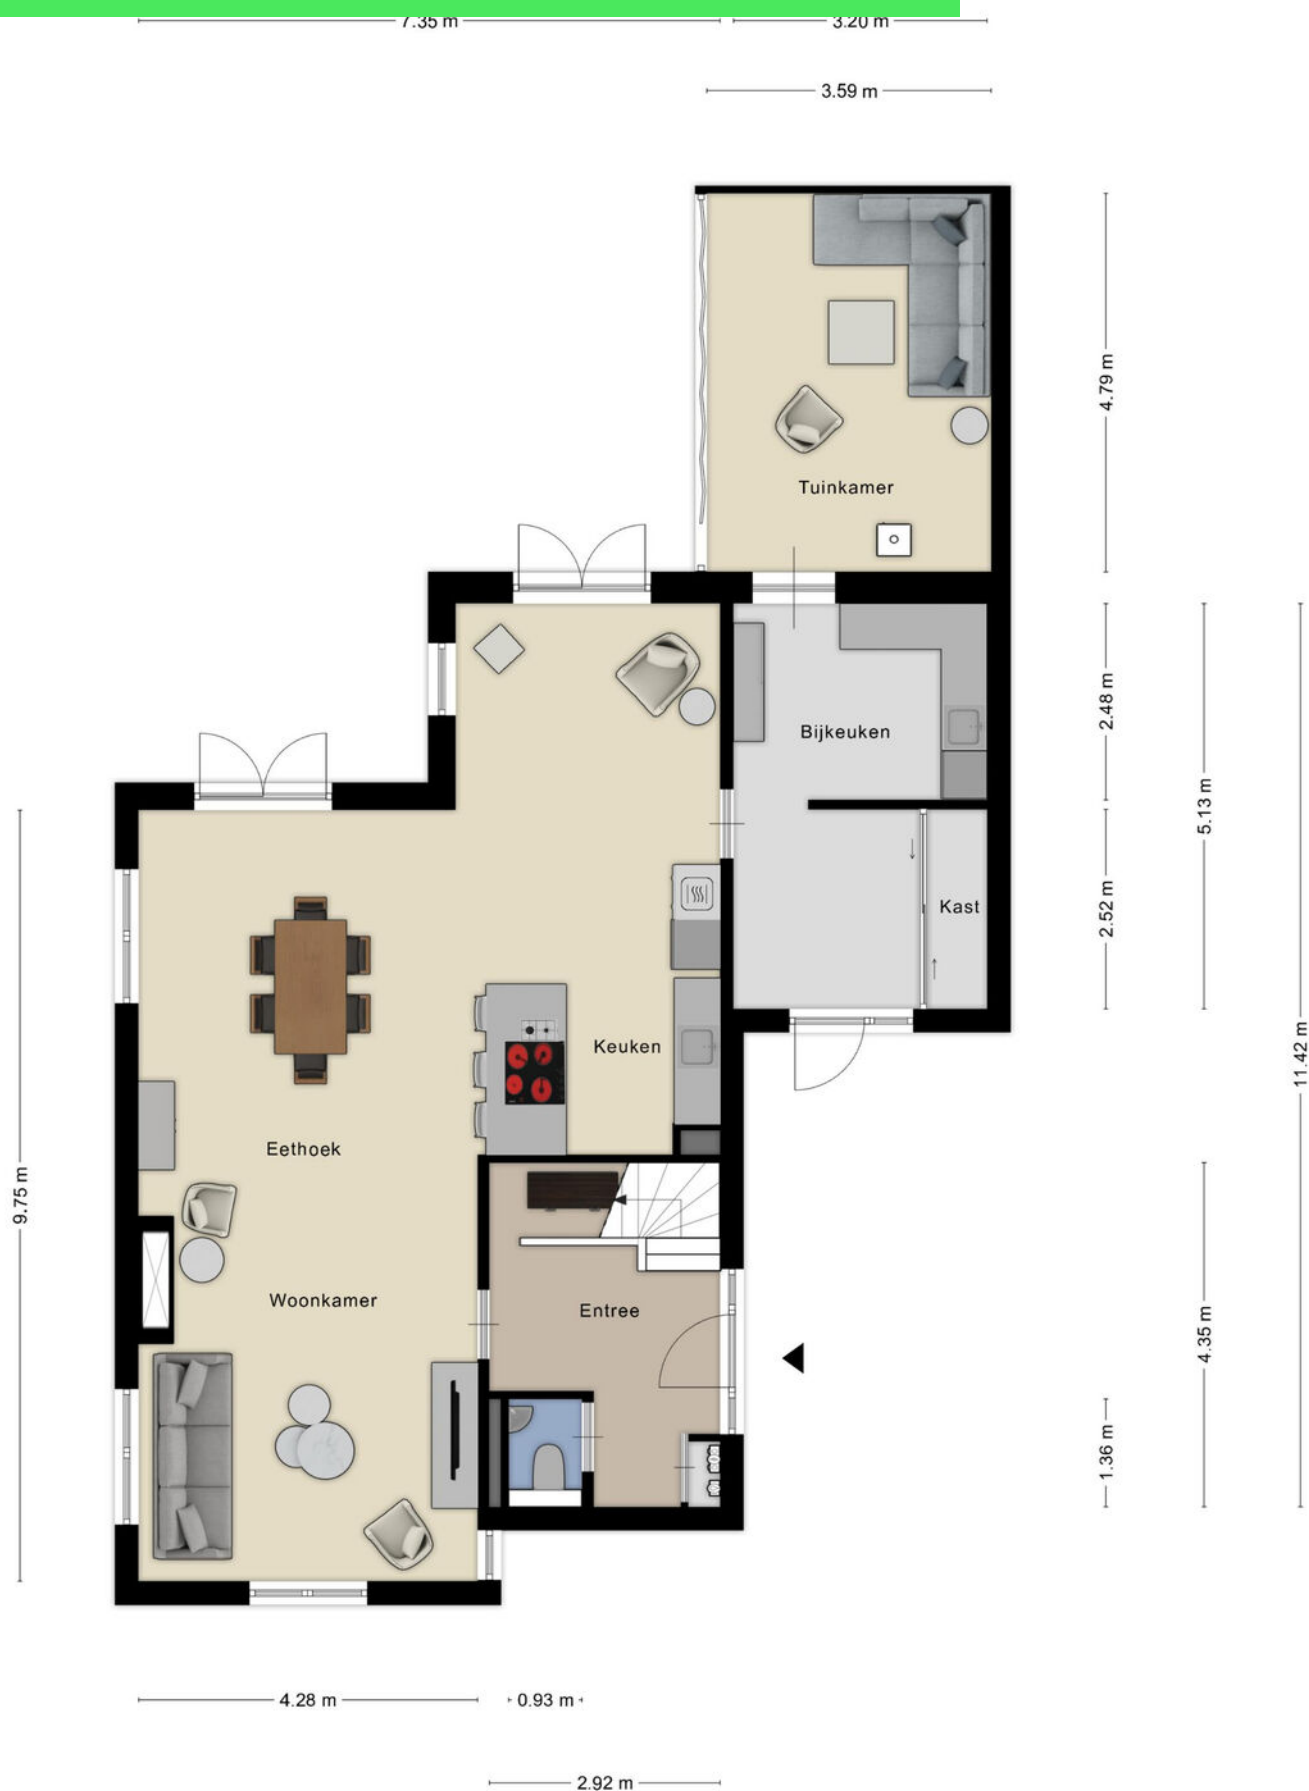 7.35 m
3.20 m
3.59 m
4.79 m
Tuinkamer
2.48 m
Bijkeuken
5.13 m
2.52 m
Kast
11.42 m
Keuken
Eethoek
9.75 m
Woonkamer
Entree
4.35 m
1.36 m
4.28 m
0.93 m
2.92 m